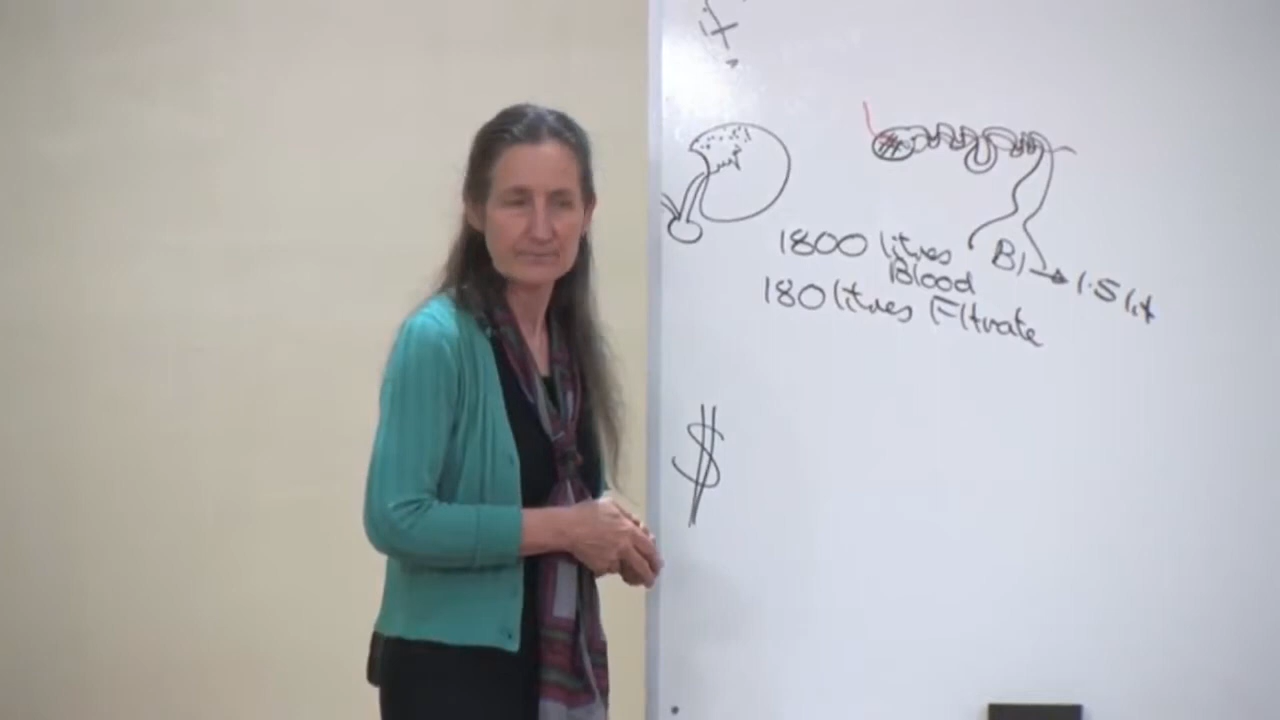 1800 litres
Blood
180 litres Filtrate
Bl → 1.5 lit
$